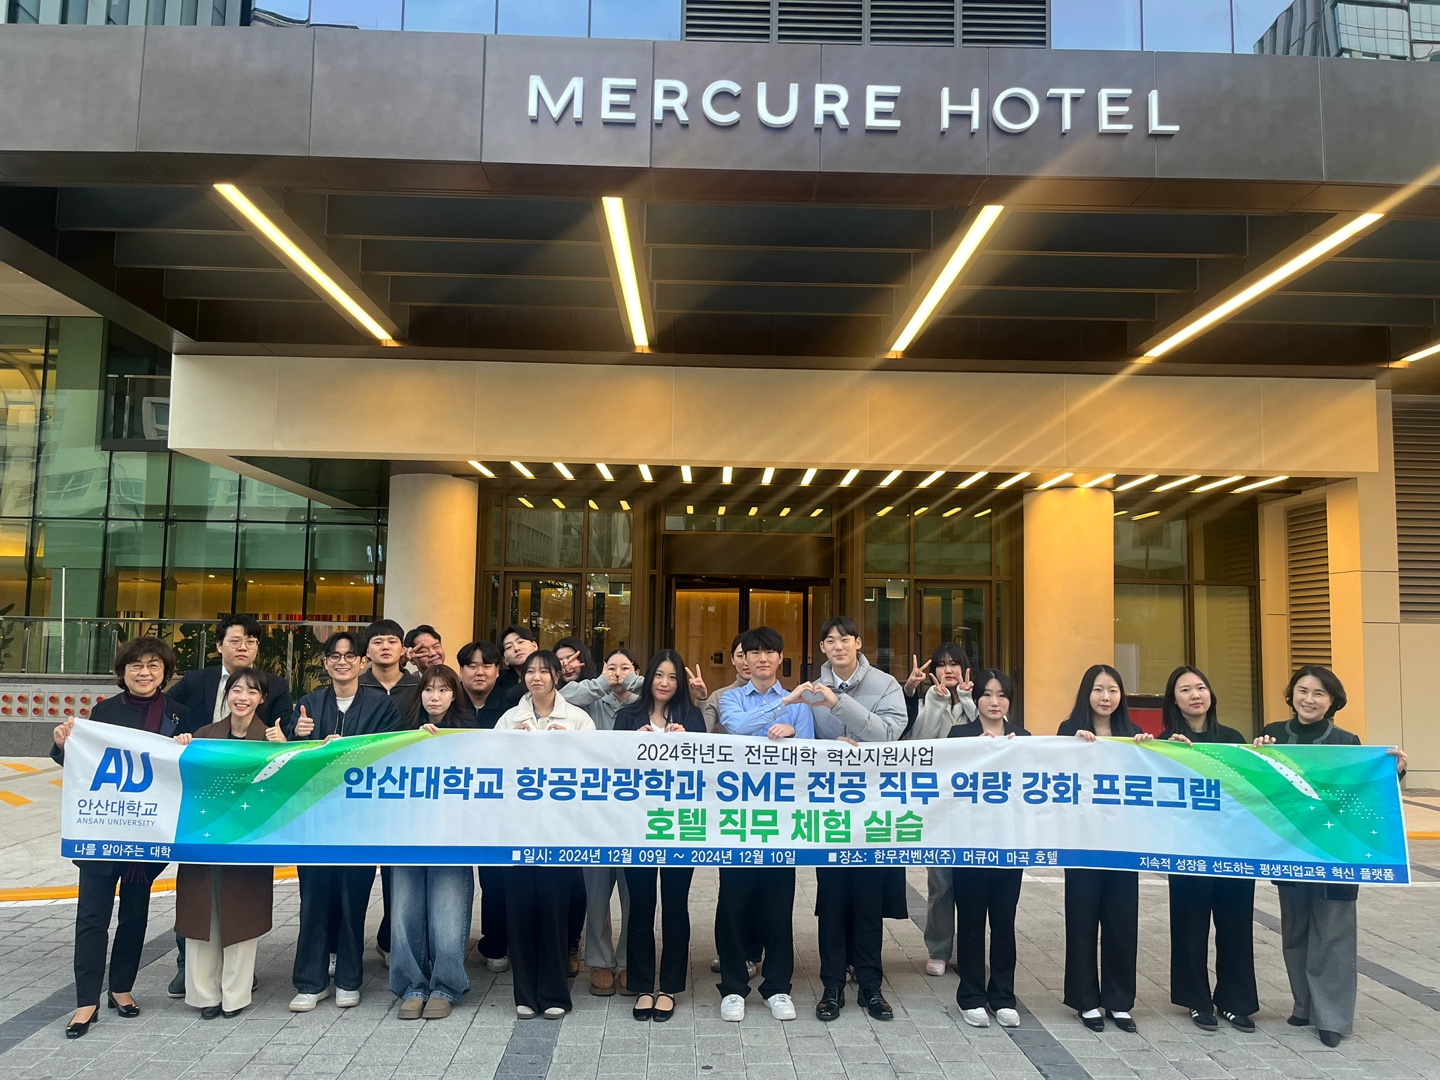 MERCURE HOTEL
2024학년도 전문대학 혁신지원사업
안산대학교 항공관광학과 SME 전공 직무 역량 강화 프로그램
호텔 직무 체험 실습
AU
안산대학교
ANSAN UNIVERSITY
나를 알아주는 대학
■일시: 2024년 12월 09일 ~ 2024년 12월 10일 ■장소: 한무컨벤션(주) 머큐어 마곡 호텔
지속적 성장을 선도하는 평생직업교육 혁신 플랫폼